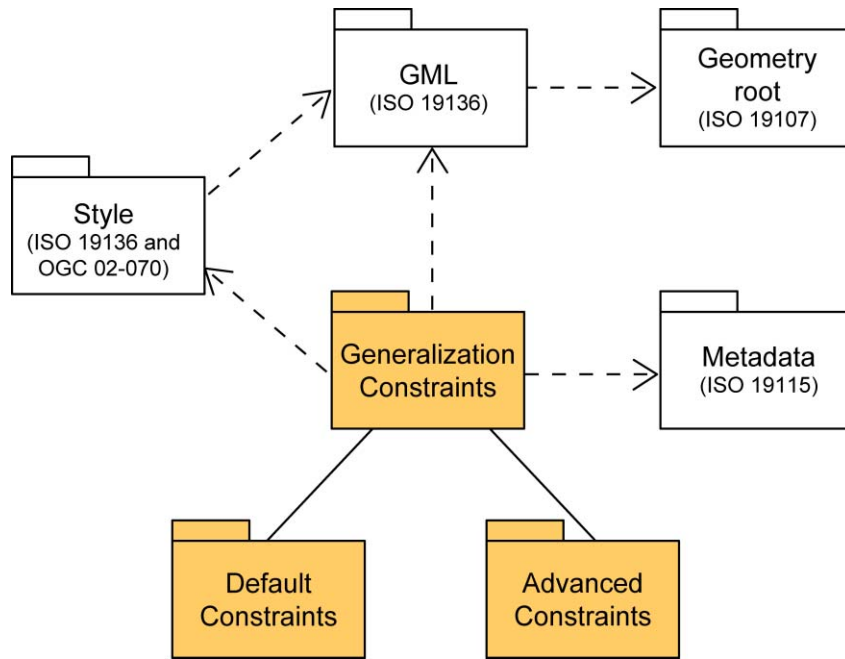 GML
(ISO 19136)
Geometry
root
(ISO 19107)
Style
(ISO 19136 and
OGC 02-070)
Generalization
Constraints
Metadada
(ISO 19115)
Default
Constraints
Advanced
Constraints